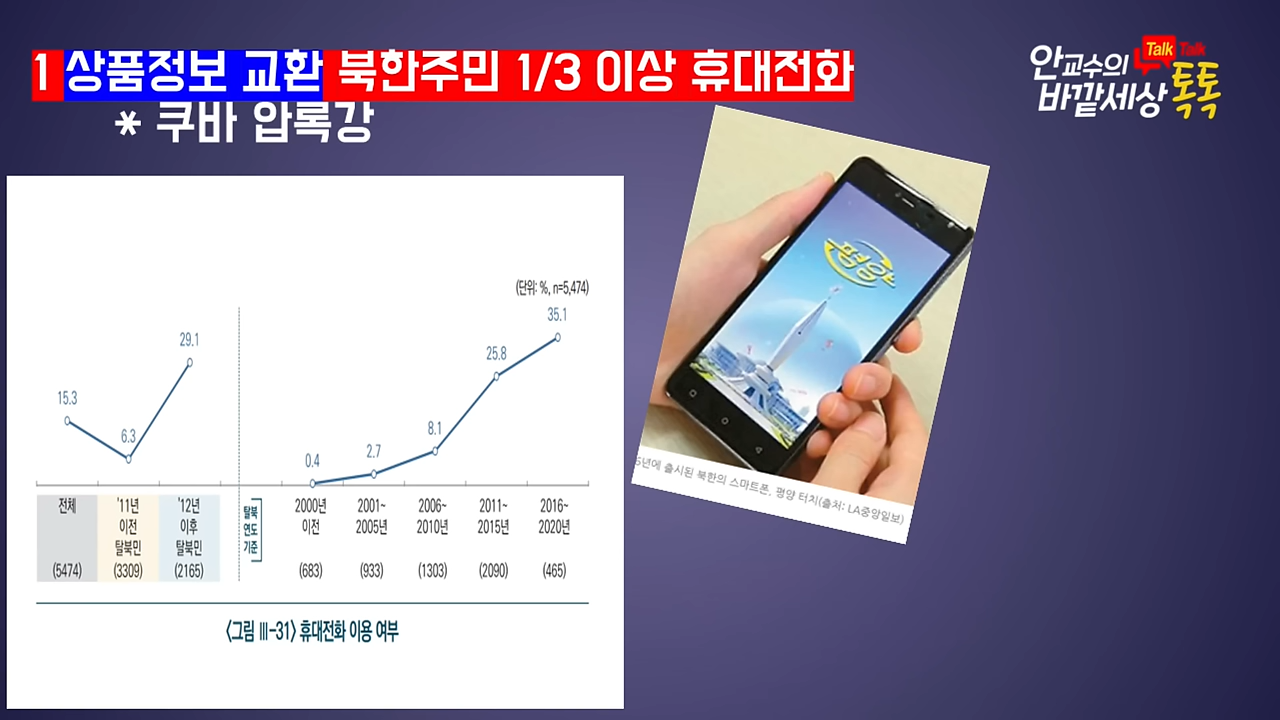 1 상품정보 교환 북한주민 1/3 이상 휴대전화
* 쿠바 압록강
안교수의 Talk Talk
바깥세상 톡톡
(단위: %, n=5,474)
15.3
6.3
29.1
0.4
2.7
8.1
25.8
35.1
전체
(5474)
'11년
이전
탈북민
(3309)
'12년
이후
탈북민
(2165)
탈북
연도
기준
2000년
이전
(683)
2001~
2005년
(933)
2006~
2010년
(1303)
2011~
2015년
(2090)
2016~
2020년
(465)
<그림 Ⅲ-31> 휴대전화 이용 여부
평양
5년에 출시된 북한의 스마트폰, 평양 터치(출처: LA중앙일보)